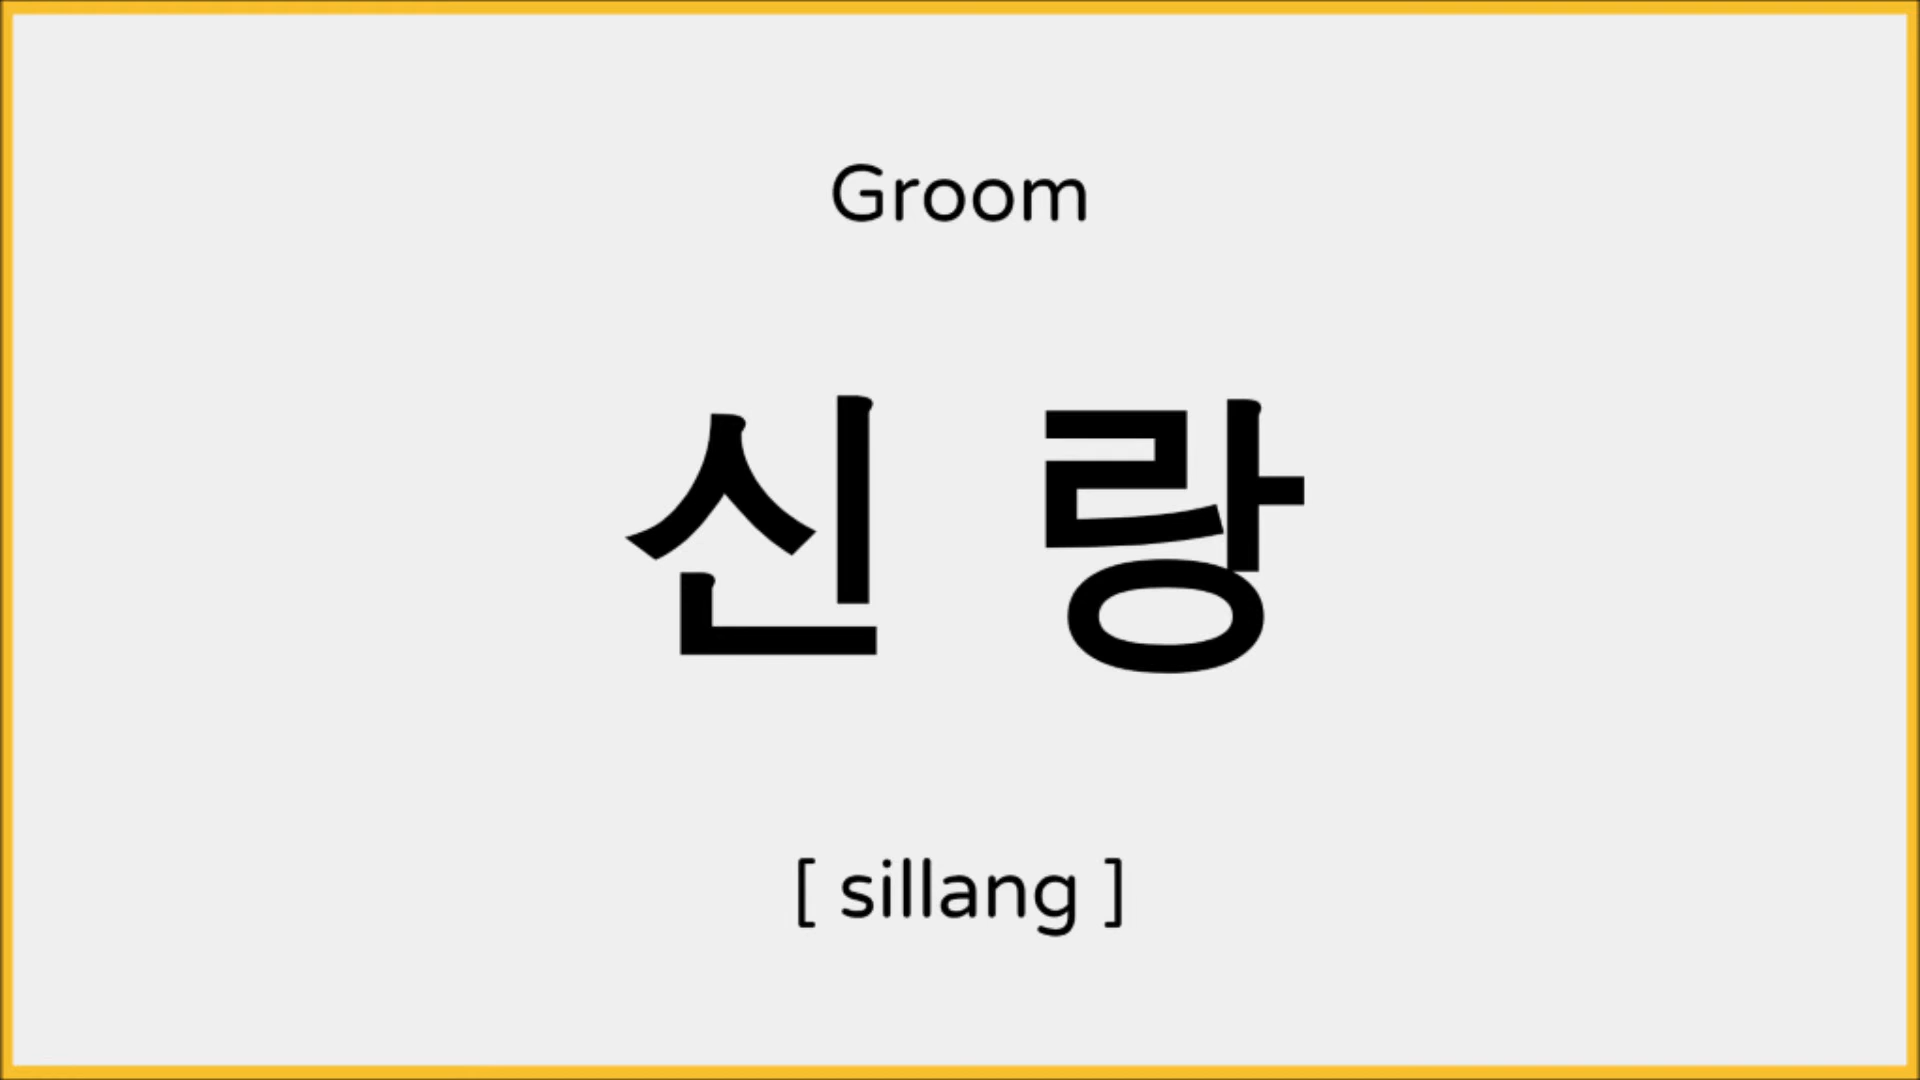 Groom
신 랑
[ sillang ]